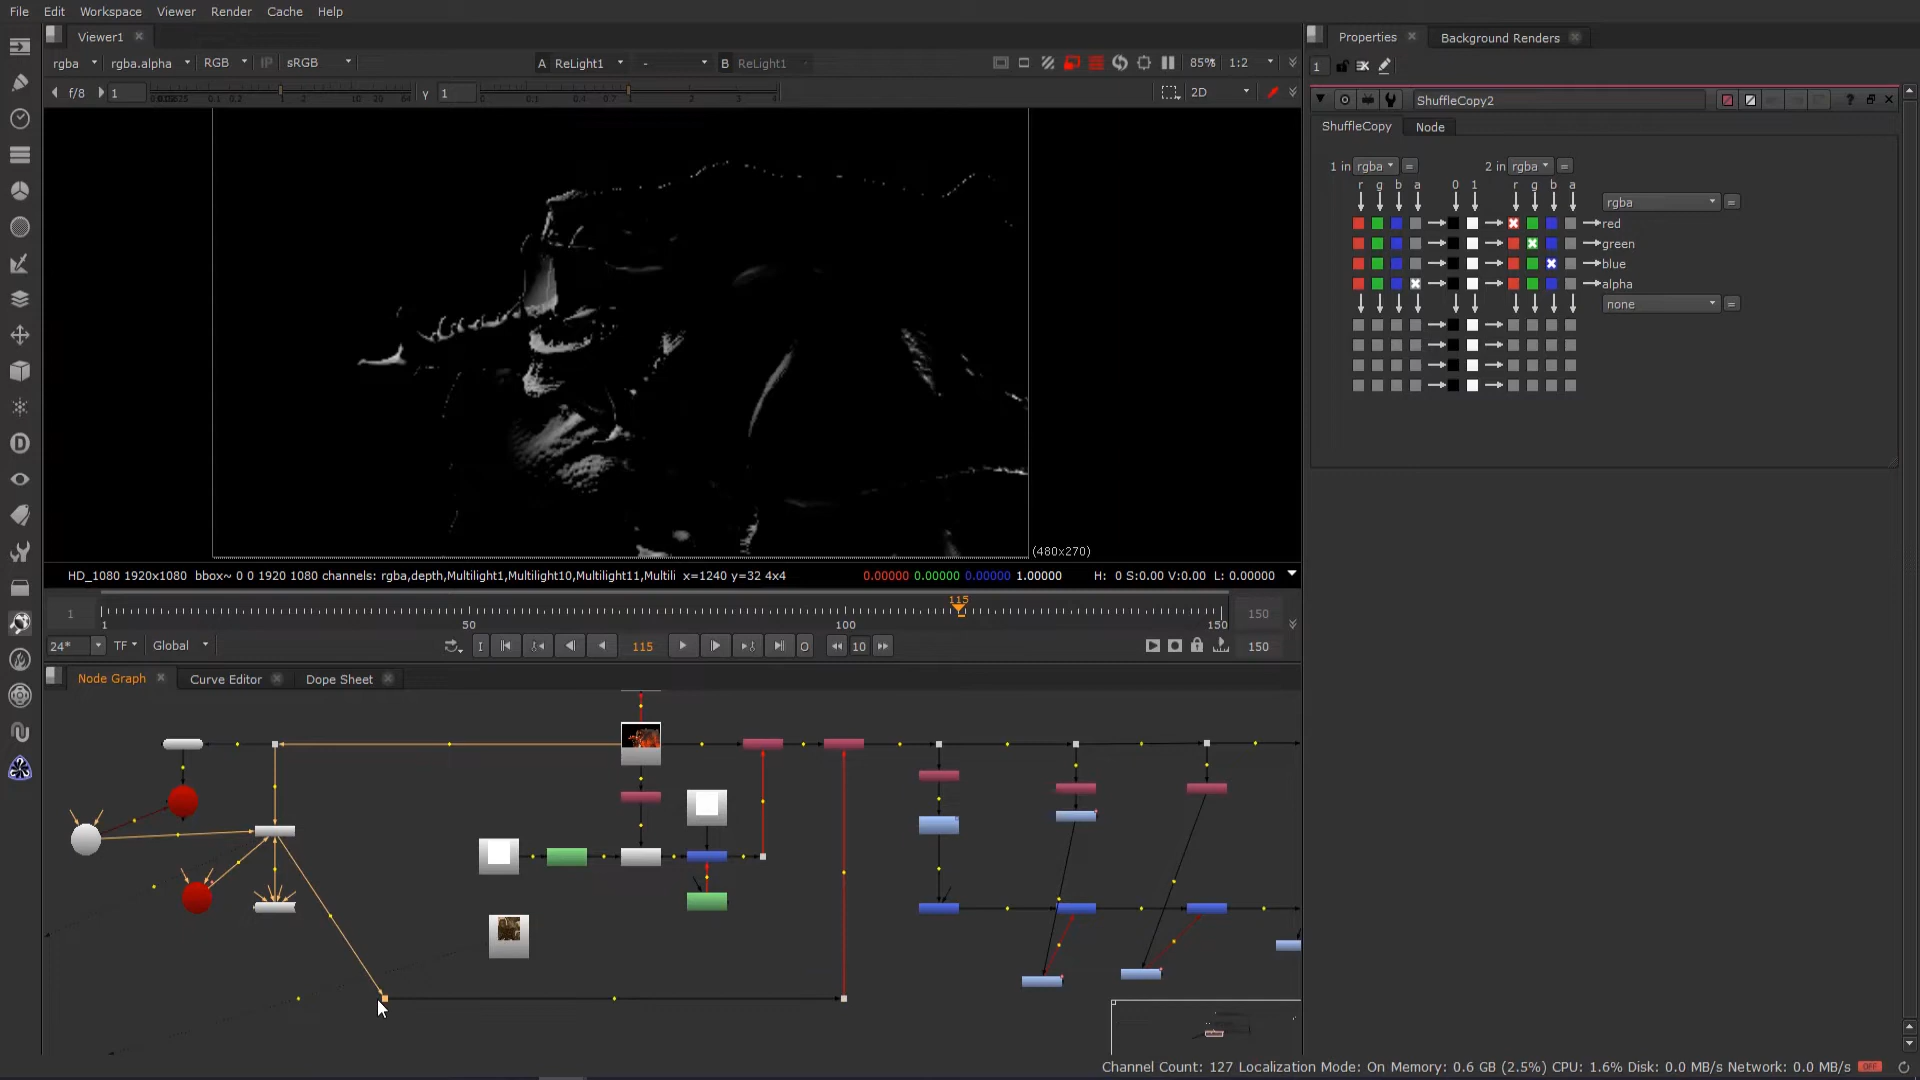 File Edit Workspace Viewer Render Cache Help
Viewer1
Properties
Background Renders
rgba rgba.alpha RGB IP sRGB A ReLight1 - B ReLight1 85% 1:2
1
f/8 1 γ 1 2D
ShuffleCopy2
ShuffleCopy Node
1 in rgba = 2 in rgba =
r g b a 0 1 r g b a
rgba =
red
green
blue
alpha
none =
(480x270)
HD_1080 1920x1080 bbox~ 0 0 1920 1080 channels: rgba,depth,Multilight1,Multilight10,Multilight11,Multili x=1240 y=32 4x4 0.00000 0.00000 0.00000 1.00000 H: 0 S:0.00 V:0.00 L: 0.00000
115
1 150
1 50 100 150
24* TF Global I 115 O 10 150
Node Graph Curve Editor Dope Sheet
Channel Count: 127 Localization Mode: On Memory: 0.6 GB (2.5%) CPU: 1.6% Disk: 0.0 MB/s Network: 0.0 MB/s OFF